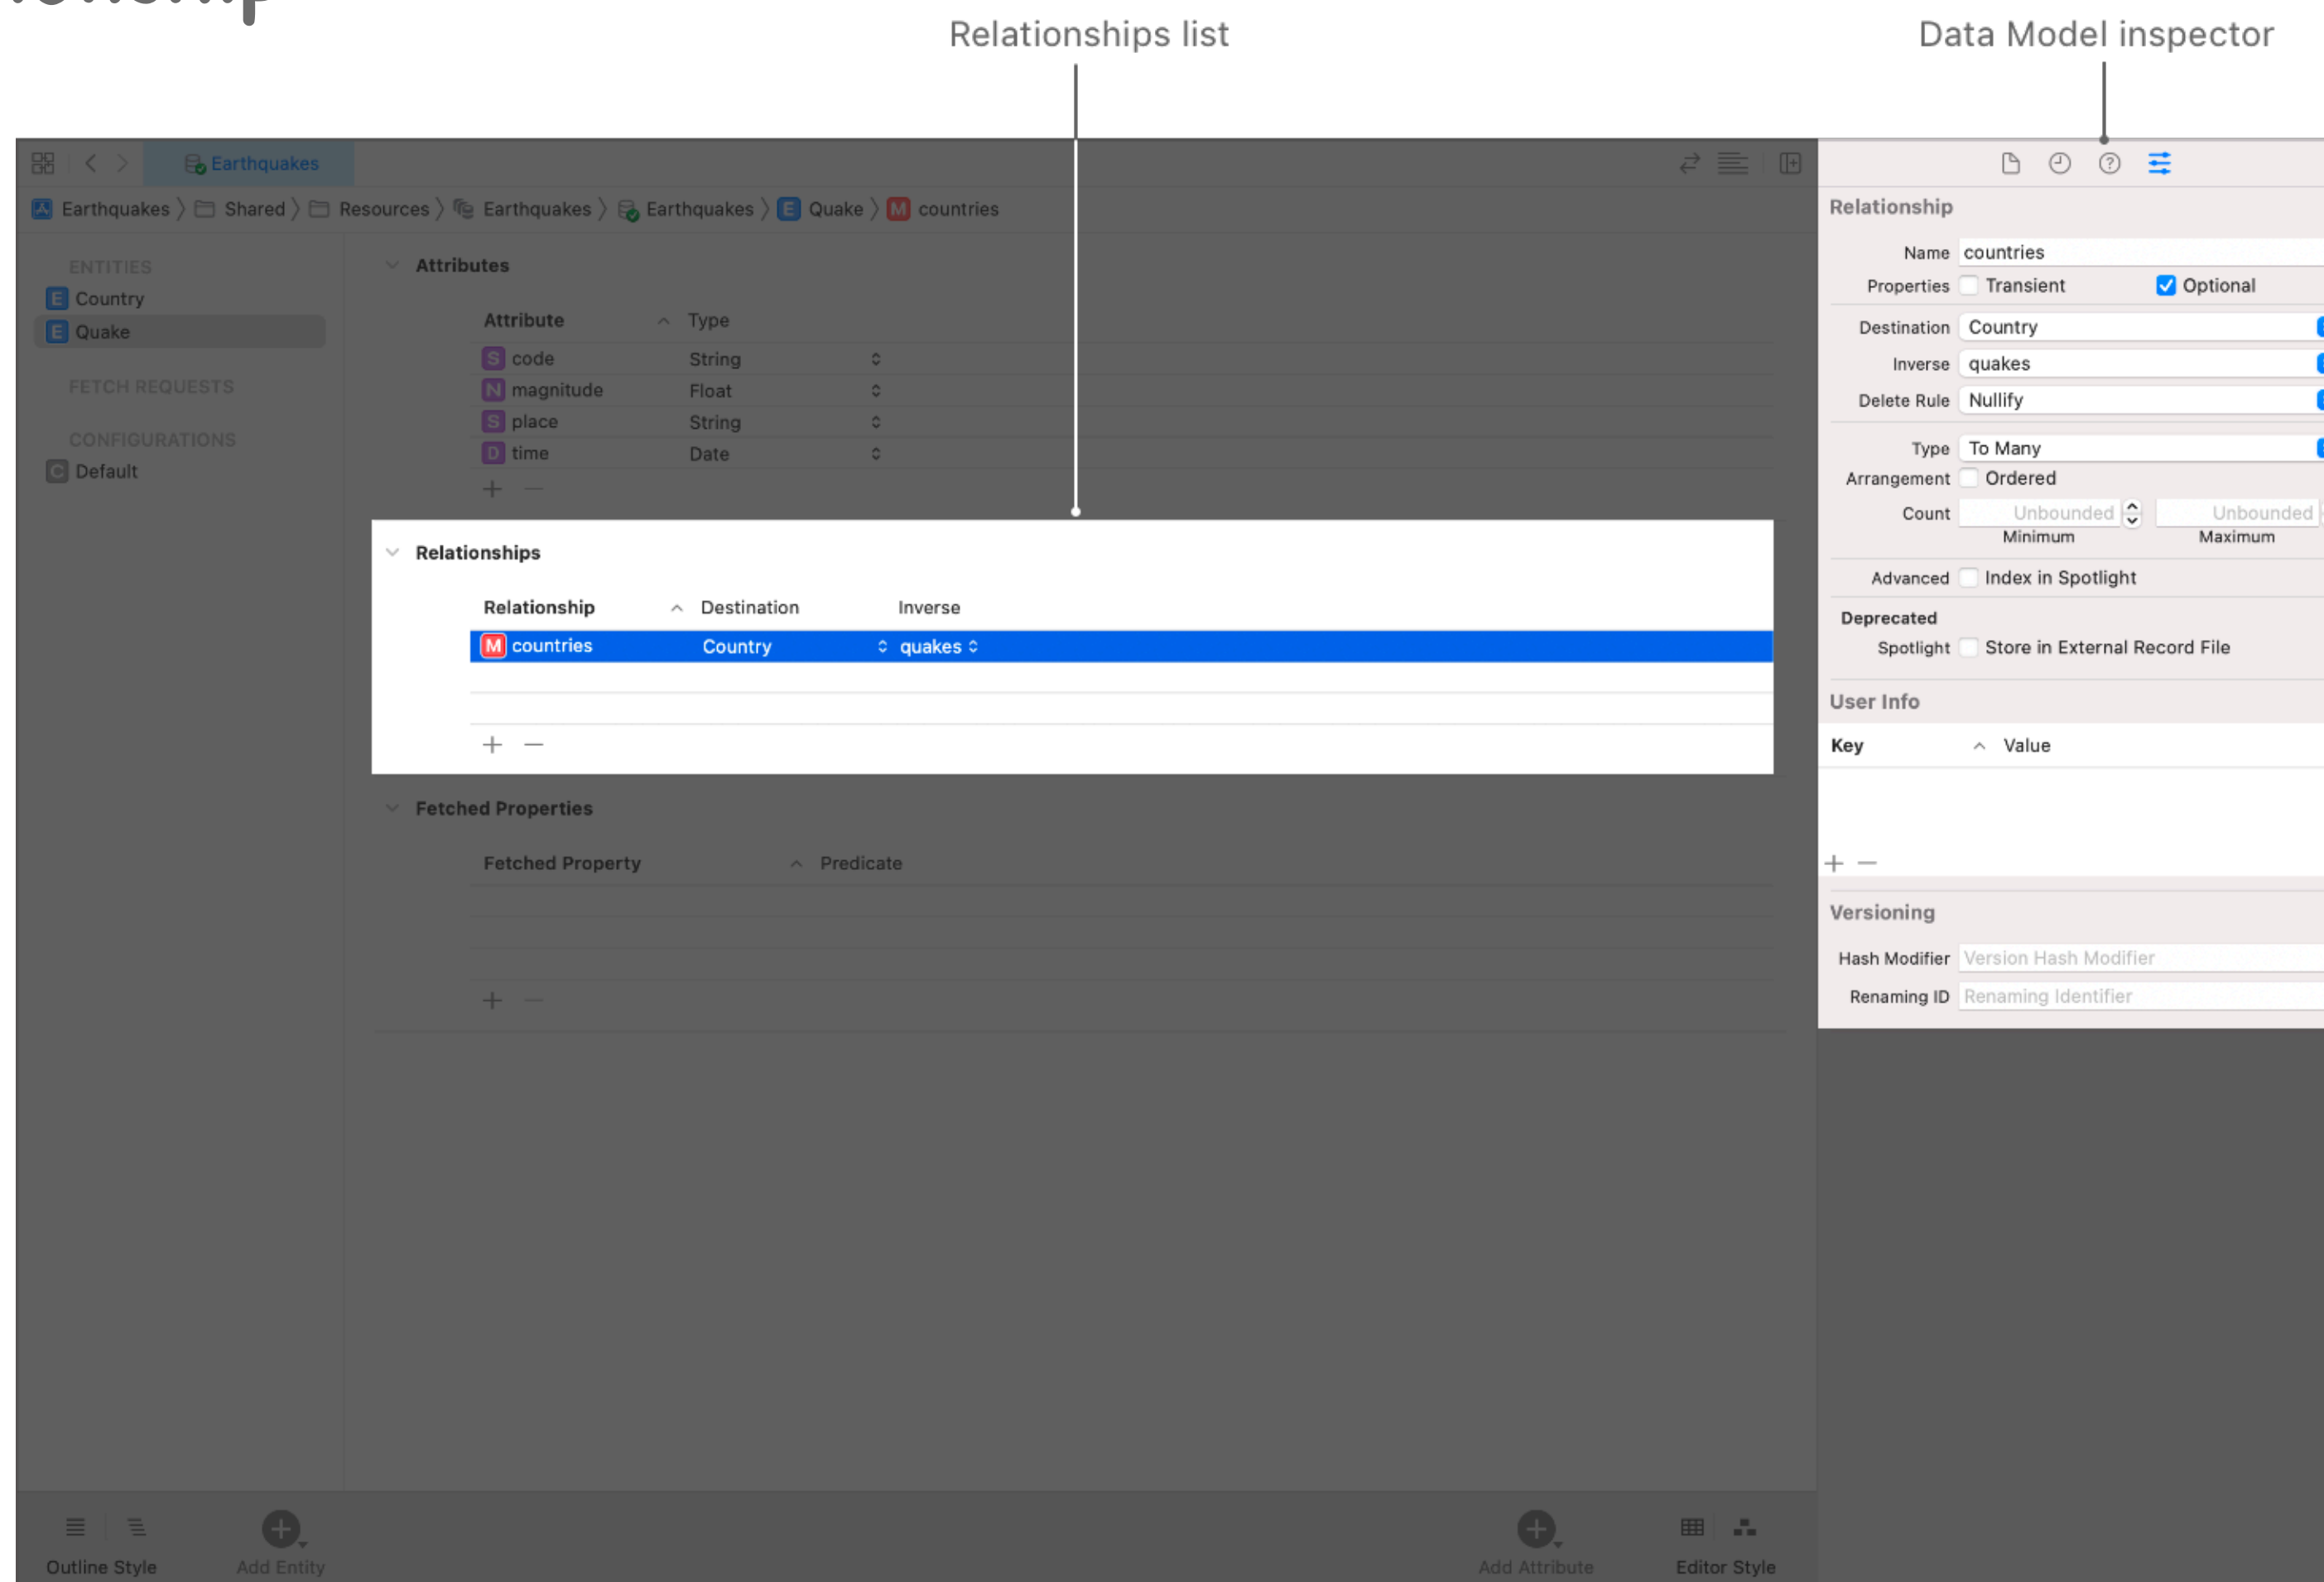 Relationships list
Data Model inspector
Earthquakes
Earthquakes Shared Resources Earthquakes Earthquakes E Quake M countries
ENTITIES
E Country
E Quake
FETCH REQUESTS
CONFIGURATIONS
C Default
Attributes
Attribute Type
S code String
N magnitude Float
S place String
D time Date
Relationships
Relationship Destination Inverse
M countries Country quakes
Fetched Properties
Fetched Property Predicate
Outline Style
Add Entity
Add Attribute
Editor Style
Relationship
Name countries
Properties Transient Optional
Destination Country
Inverse quakes
Delete Rule Nullify
Type To Many
Arrangement Ordered
Count Unbounded Unbounded
Minimum Maximum
Advanced Index in Spotlight
Deprecated
Spotlight Store in External Record File
User Info
Key Value
Versioning
Hash Modifier Version Hash Modifier
Renaming ID Renaming Identifier